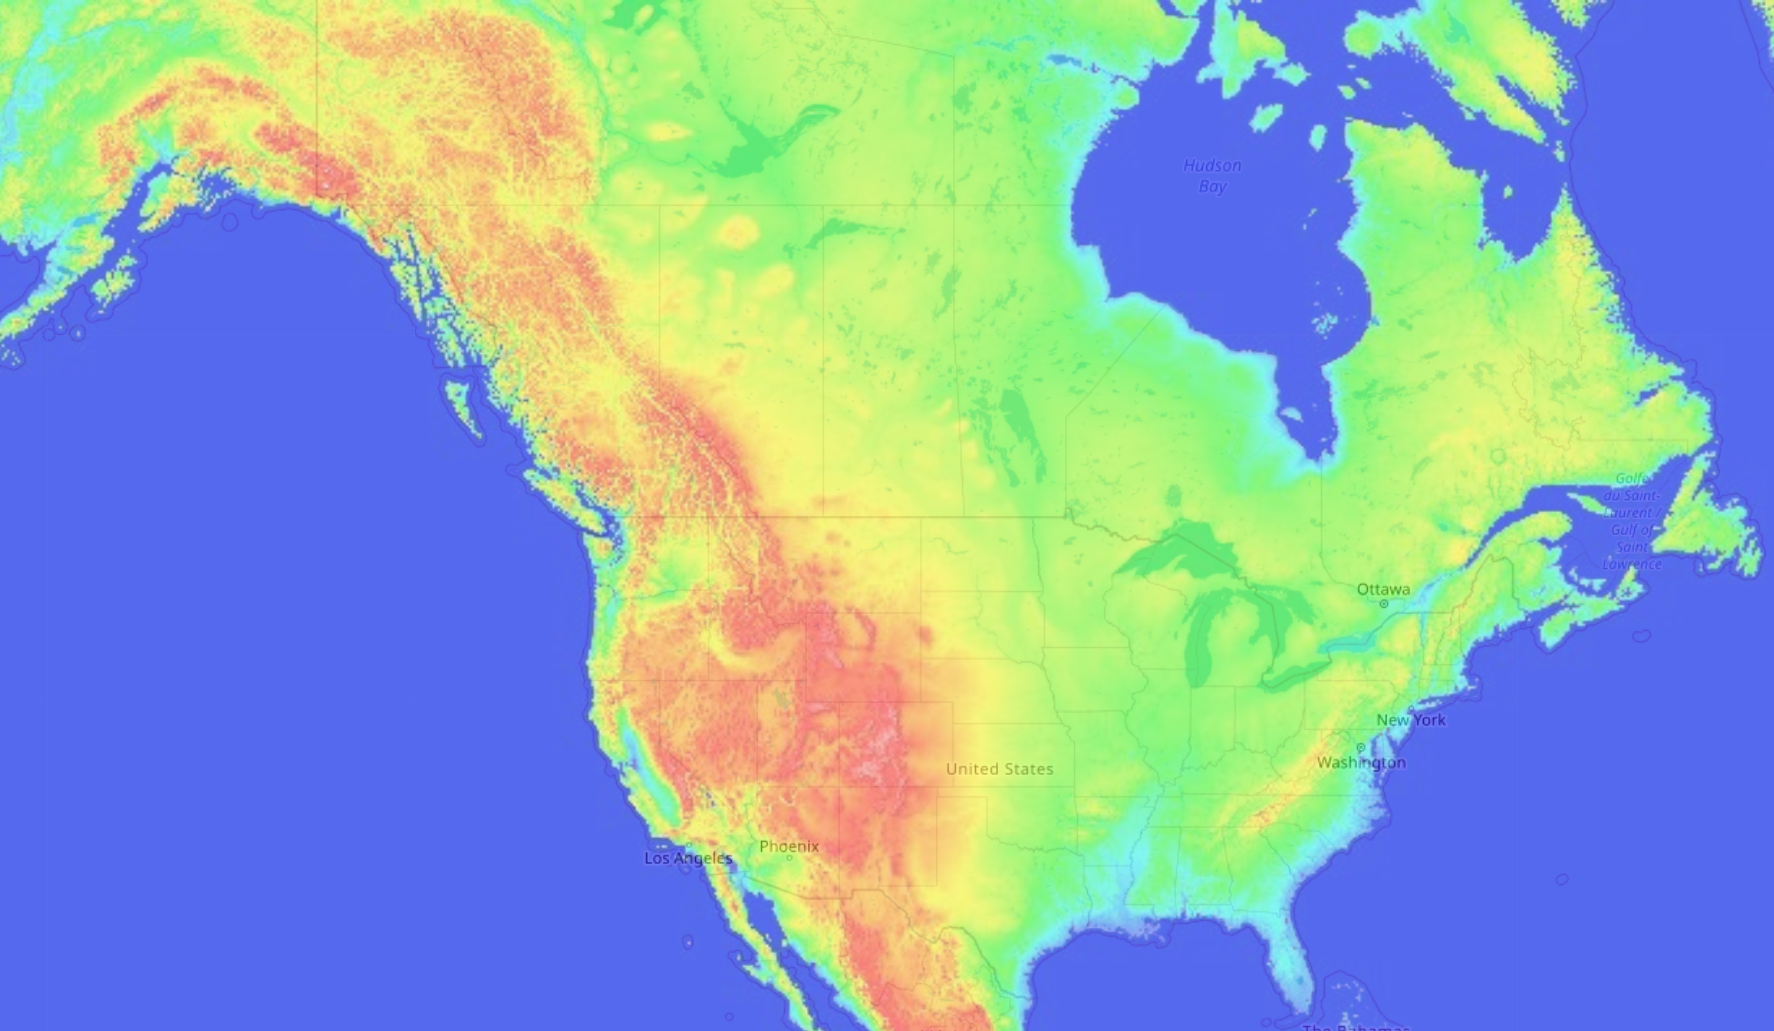 Hudson
Bay
Golfe
du Saint-
Laurent /
Gulf of
Saint
Lawrence
Ottawa
New York
Washington
United States
Phoenix
Los Angeles
The Bahamas